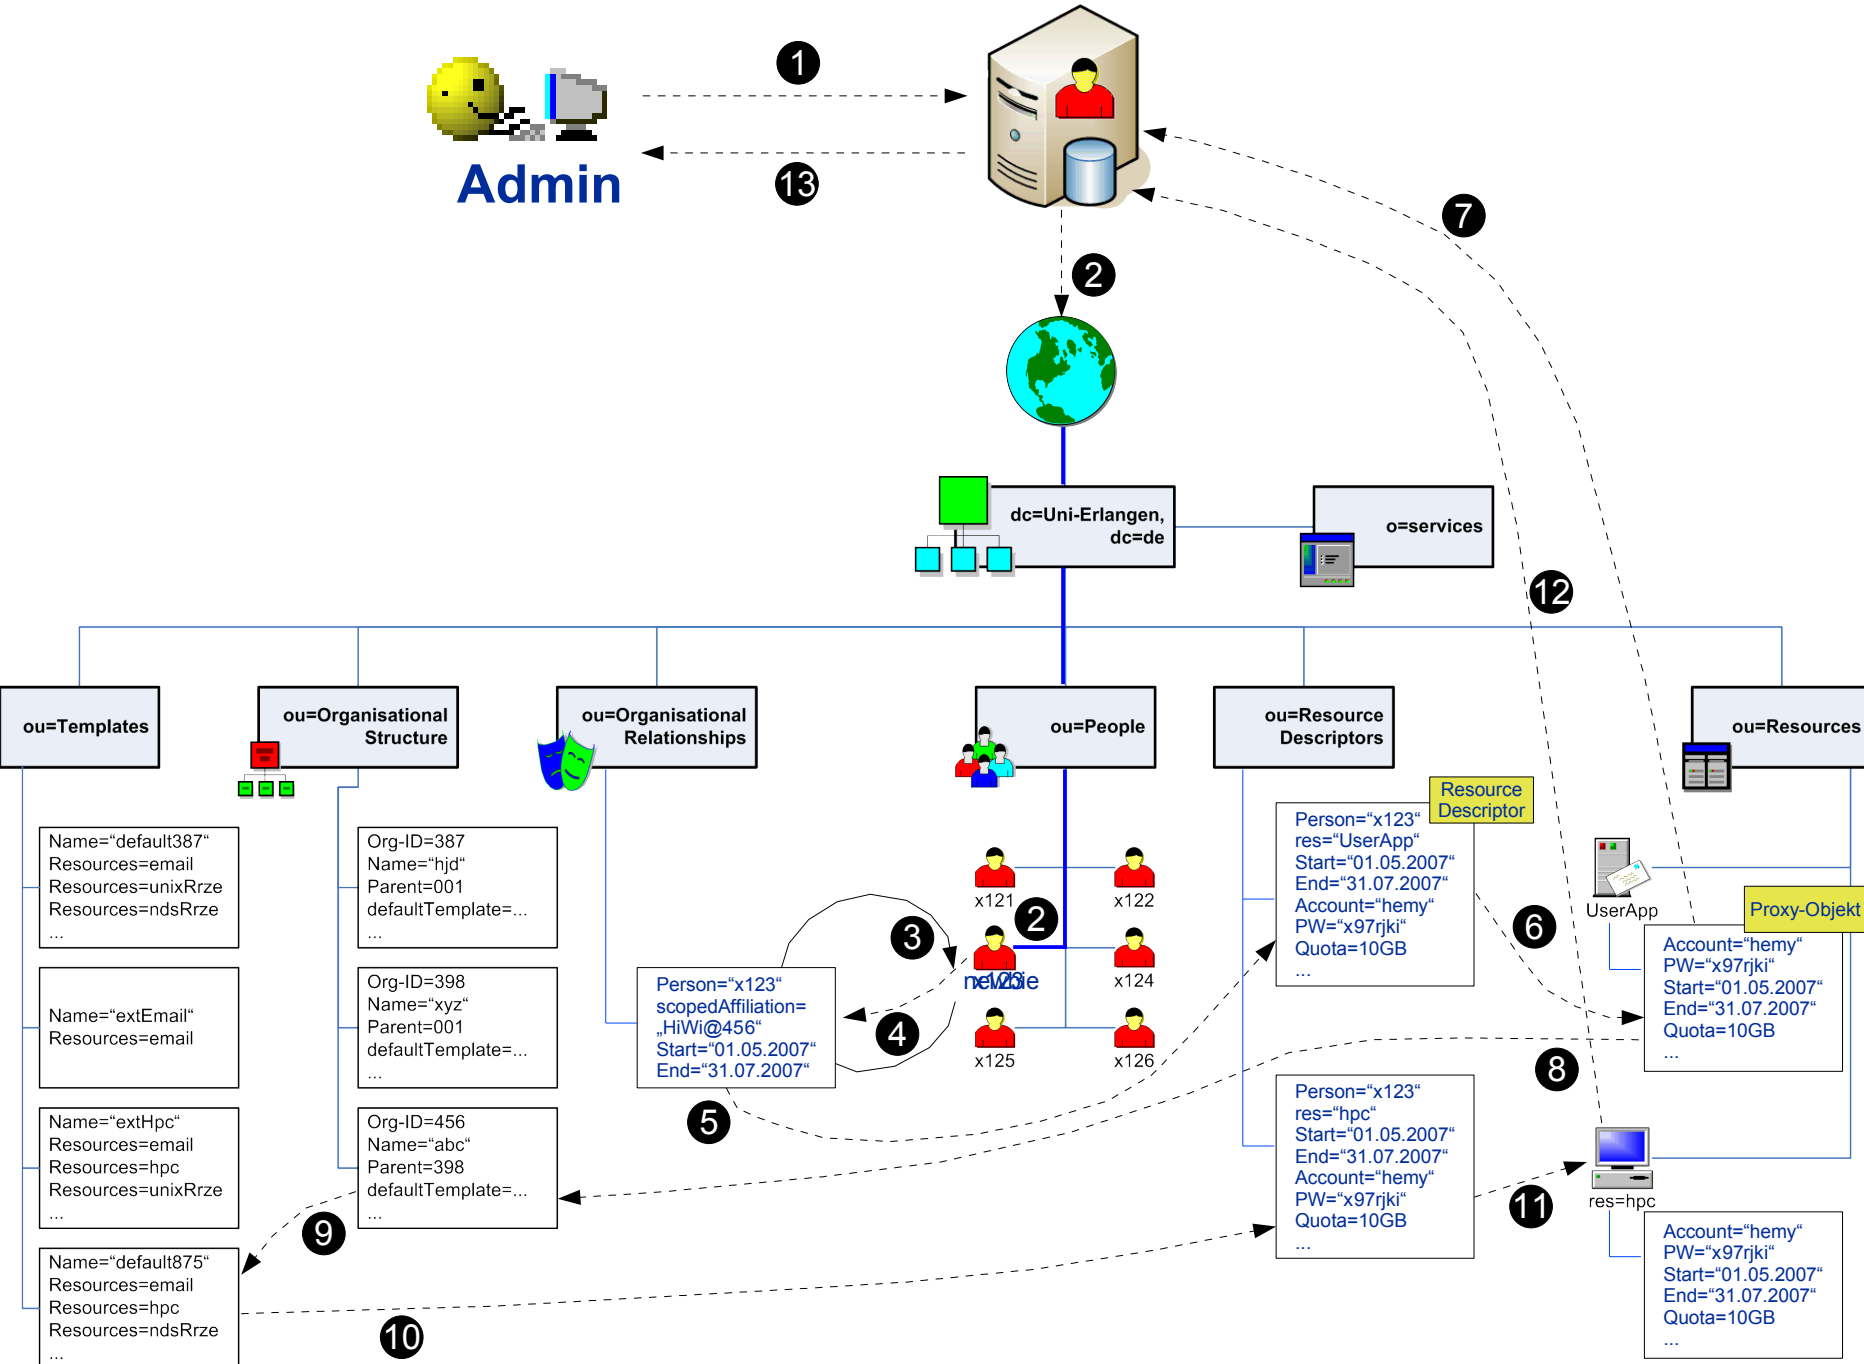 1
Admin
13
7
2
dc=Uni-Erlangen,
dc=de
o=services
12
ou=Templates
ou=Organisational
Structure
ou=Organisational
Relationships
ou=People
ou=Resource
Descriptors
ou=Resources
Name="default387“
Resources=email
Resources=unixRrze
Resources=ndsRrze
...
Name="extEmail“
Resources=email
Name="extHpc“
Resources=email
Resources=hpc
Resources=unixRrze
...
Name="default875“
Resources=email
Resources=hpc
Resources=ndsRrze
...
Org-ID=387
Name="hjd“
Parent=001
defaultTemplate=...
...
Org-ID=398
Name="xyz“
Parent=001
defaultTemplate=...
...
Org-ID=456
Name="abc“
Parent=398
defaultTemplate=...
...
9
10
Person="x123“
scopedAffiliation=
„HiWi@456“
Start="01.05.2007“
End="31.07.2007“
3
4
5
x121
x122
2
newbie
x123
x124
x125
x126
Resource
Descriptor
Person="x123“
res="UserApp“
Start="01.05.2007“
End="31.07.2007“
Account="hemy“
PW="x97rjki“
Quota=10GB
...
6
8
Person="x123“
res="hpc“
Start="01.05.2007“
End="31.07.2007“
Account="hemy“
PW="x97rjki“
Quota=10GB
...
11
UserApp
Proxy-Objekt
Account="hemy“
PW="x97rjki“
Start="01.05.2007“
End="31.07.2007“
Quota=10GB
...
res=hpc
Account="hemy“
PW="x97rjki“
Start="01.05.2007“
End="31.07.2007“
Quota=10GB
...